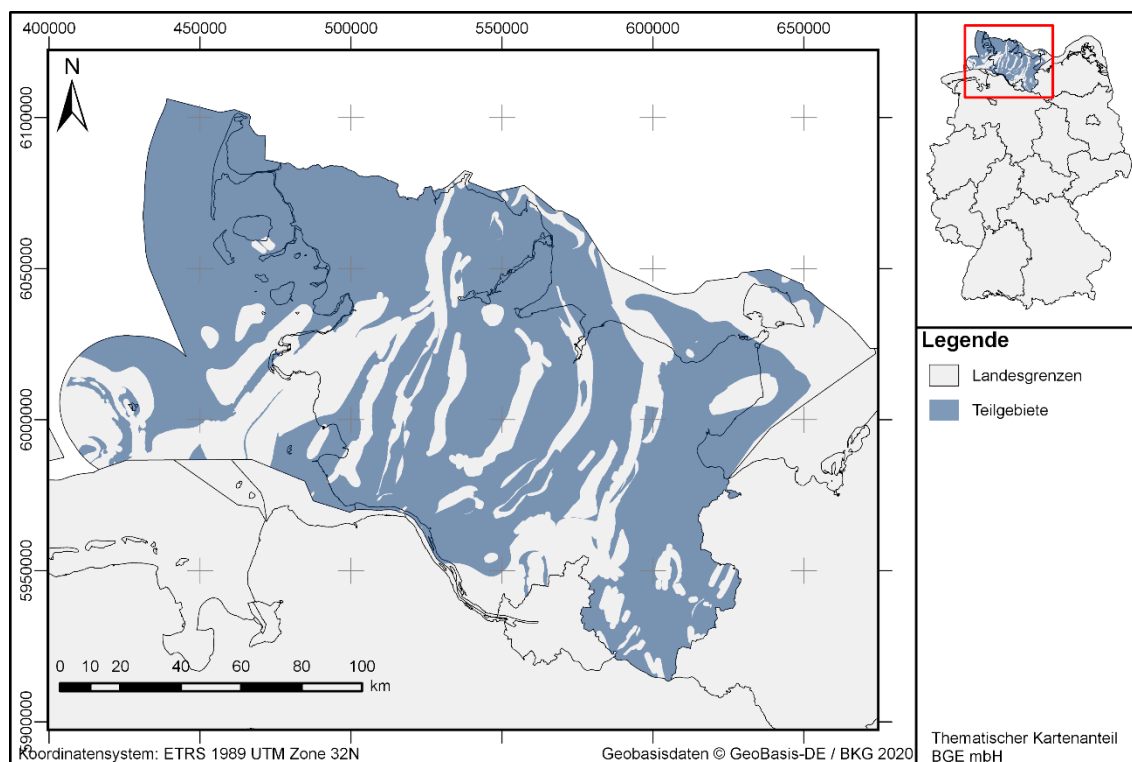 400000 450000 500000 550000 600000 650000
N
6100000
6050000
6000000
5950000
5900000
0 10 20 40 60 80 100
km
Koordinatensystem: ETRS 1989 UTM Zone 32N
Geobasisdaten © GeoBasis-DE / BKG 2020
Legende
Landesgrenzen
Teilgebiete
Thematischer Kartenanteil
BGE mbH